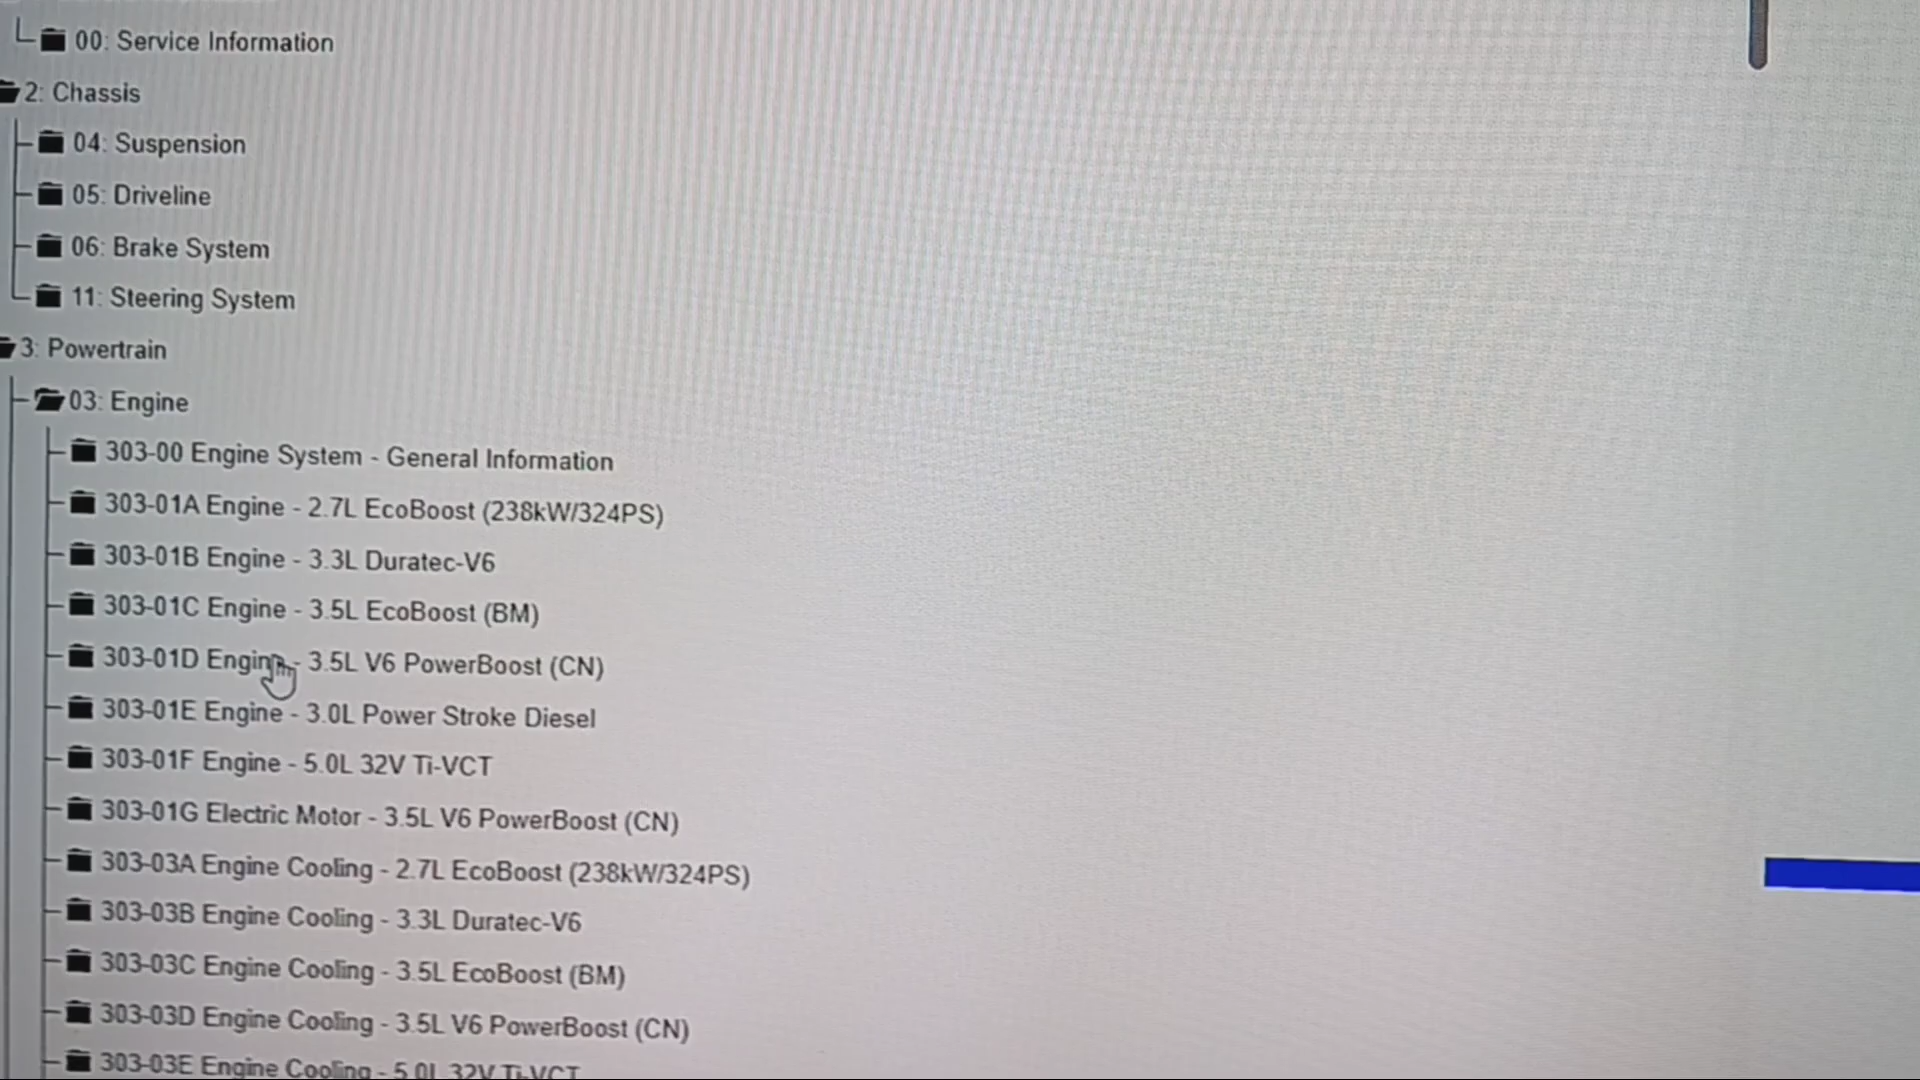 00: Service Information
2: Chassis
04: Suspension
05: Driveline
06: Brake System
11: Steering System
3: Powertrain
03: Engine
303-00 Engine System - General Information
303-01A Engine - 2.7L EcoBoost (238kW/324PS)
303-01B Engine - 3.3L Duratec-V6
303-01C Engine - 3.5L EcoBoost (BM)
303-01D Engine - 3.5L V6 PowerBoost (CN)
303-01E Engine - 3.0L Power Stroke Diesel
303-01F Engine - 5.0L 32V Ti-VCT
303-01G Electric Motor - 3.5L V6 PowerBoost (CN)
303-03A Engine Cooling - 2.7L EcoBoost (238kW/324PS)
303-03B Engine Cooling - 3.3L Duratec-V6
303-03C Engine Cooling - 3.5L EcoBoost (BM)
303-03D Engine Cooling - 3.5L V6 PowerBoost (CN)
303-03E Engine Cooling - 5.0L 32V Ti-VCT